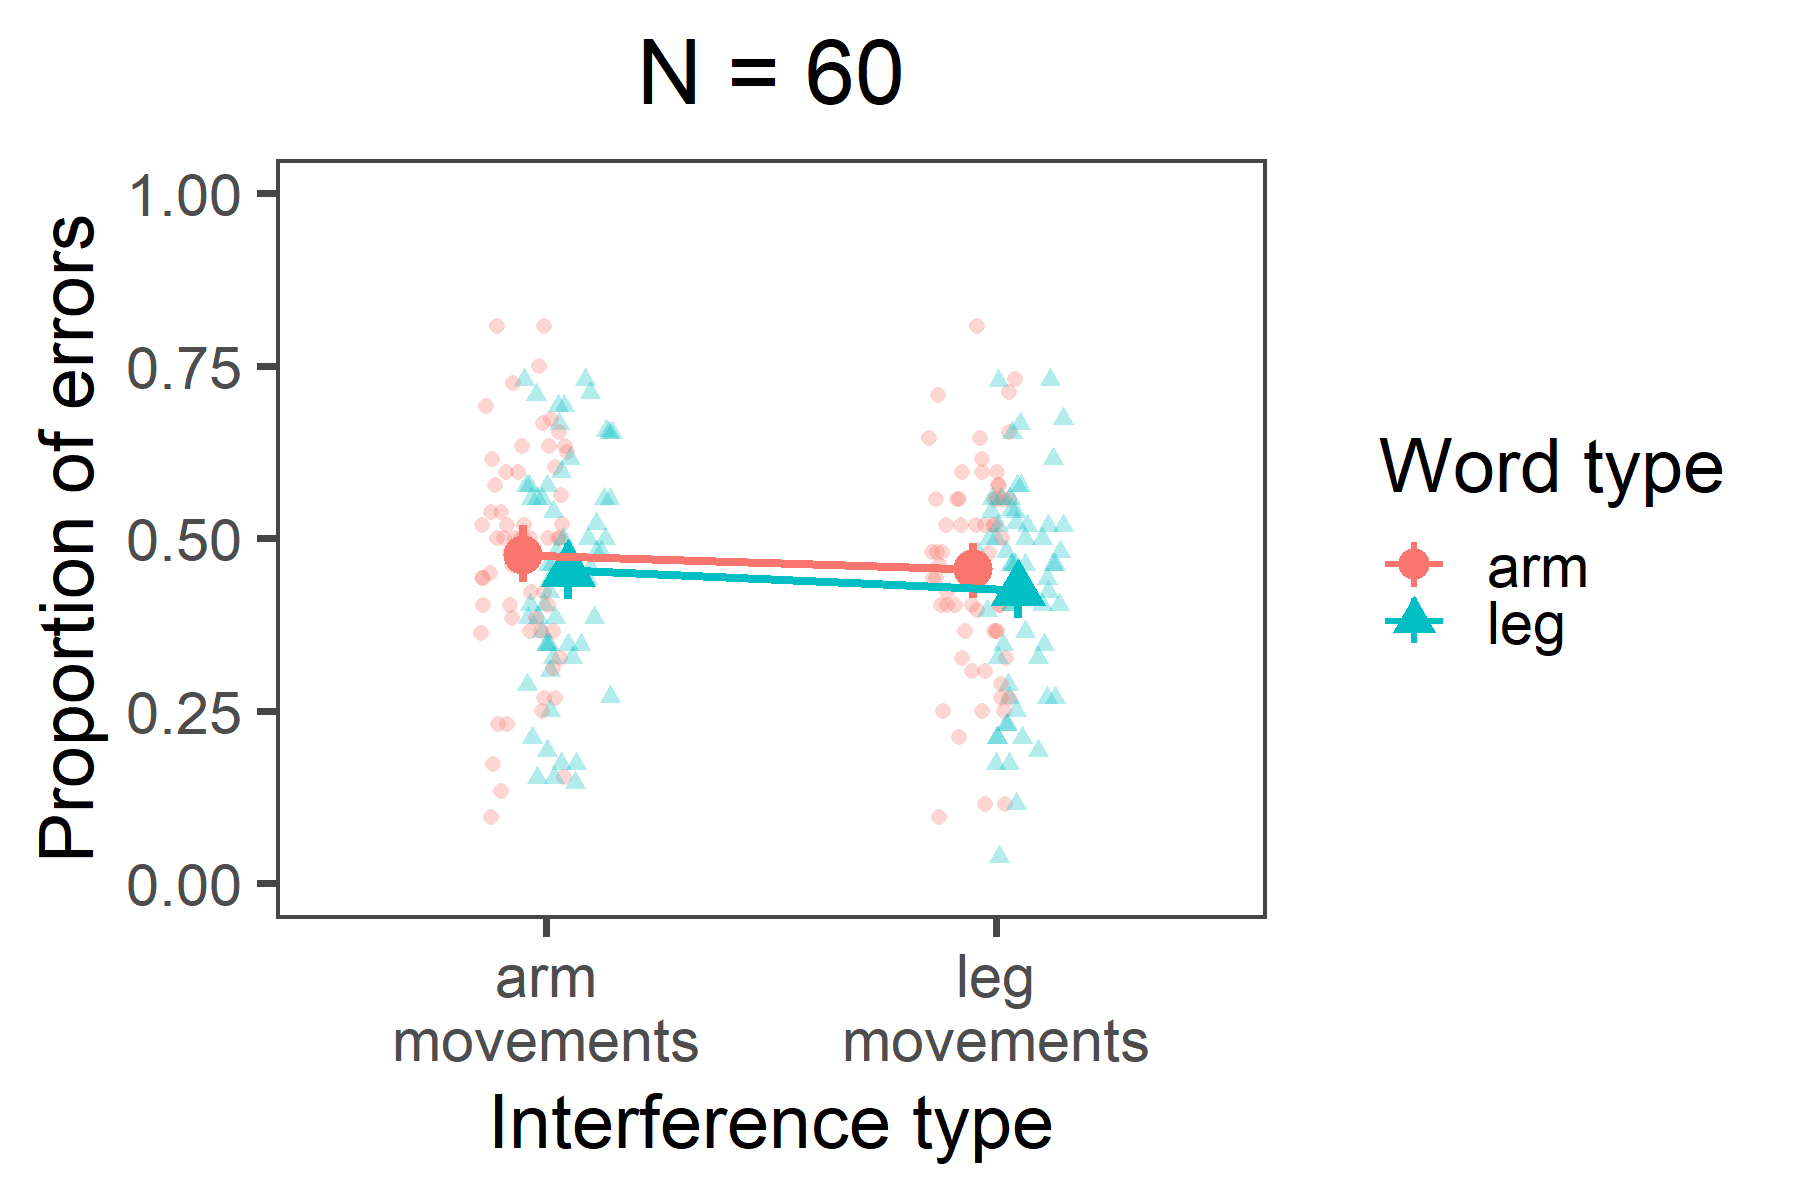 N = 60
Proportion of errors
1.00
0.75
0.50
0.25
0.00
arm
movements
leg
movements
Interference type
Word type
arm
leg